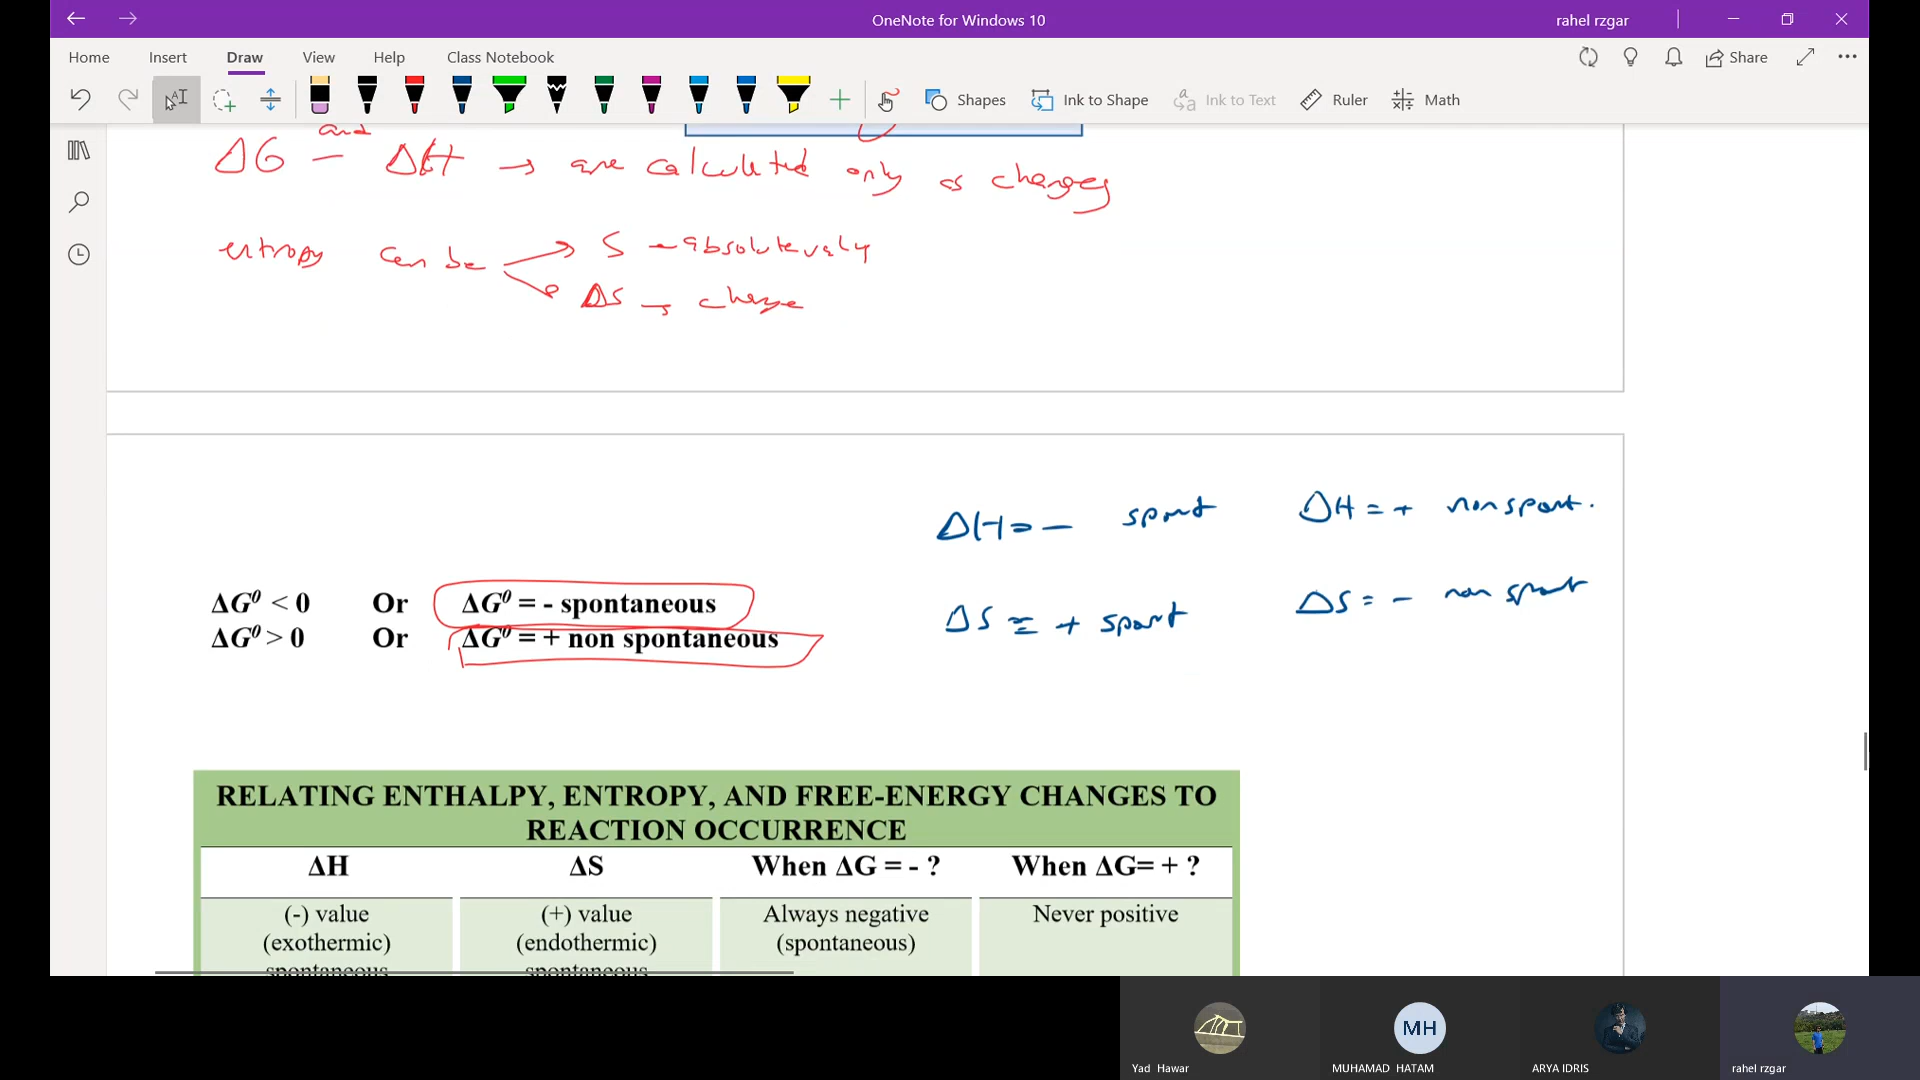 OneNote for Windows 10
rahel rzgar
Home Insert Draw View Help Class Notebook
Share
Shapes Ink to Shape Ink to Text Ruler Math
and
ΔG — ΔH → are calculated only as changes
entropy can be → S –
ΔS → change
ΔH = — spont ΔH = + non spont.
ΔS = + spont ΔS = - non spont
ΔG⁰ < 0 Or ΔG⁰ = - spontaneous
ΔG⁰ > 0 Or ΔG⁰ = + non spontaneous
RELATING ENTHALPY, ENTROPY, AND FREE-ENERGY CHANGES TO
REACTION OCCURRENCE
ΔH ΔS When ΔG = - ? When ΔG= + ?
(-) value (+) value Always negative Never positive
(exothermic) (endothermic) (spontaneous)
spontaneous spontaneous
MH
Yad Hawar MUHAMAD HATAM ARYA IDRIS rahel rzgar